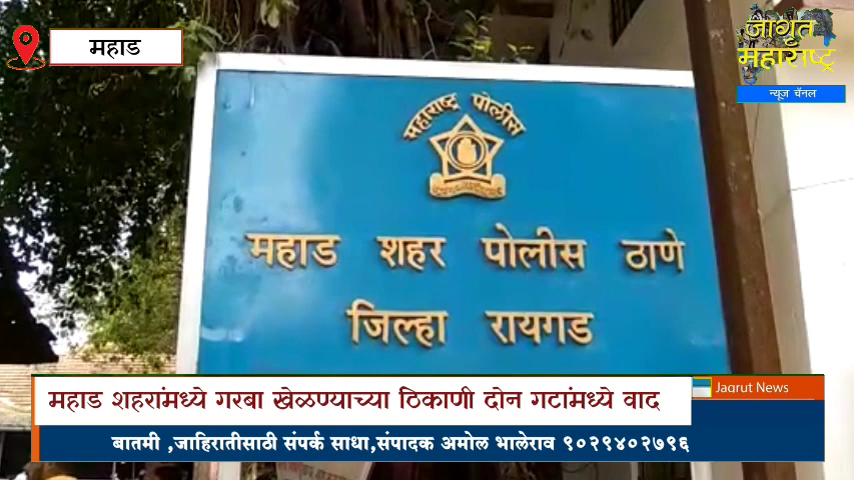 महाड
जागृत
महाराष्ट्र
न्यूज चॅनल
महाराष्ट्र पोलीस
महाड शहर पोलीस ठाणे
जिल्हा रायगड
महाड शहरांमध्ये गरबा खेळण्याच्या ठिकाणी दोन गटांमध्ये वाद
Jagrut News
बातमी ,जाहिरातीसाठी संपर्क साधा,संपादक अमोल भालेराव ९०२९४०२७९६